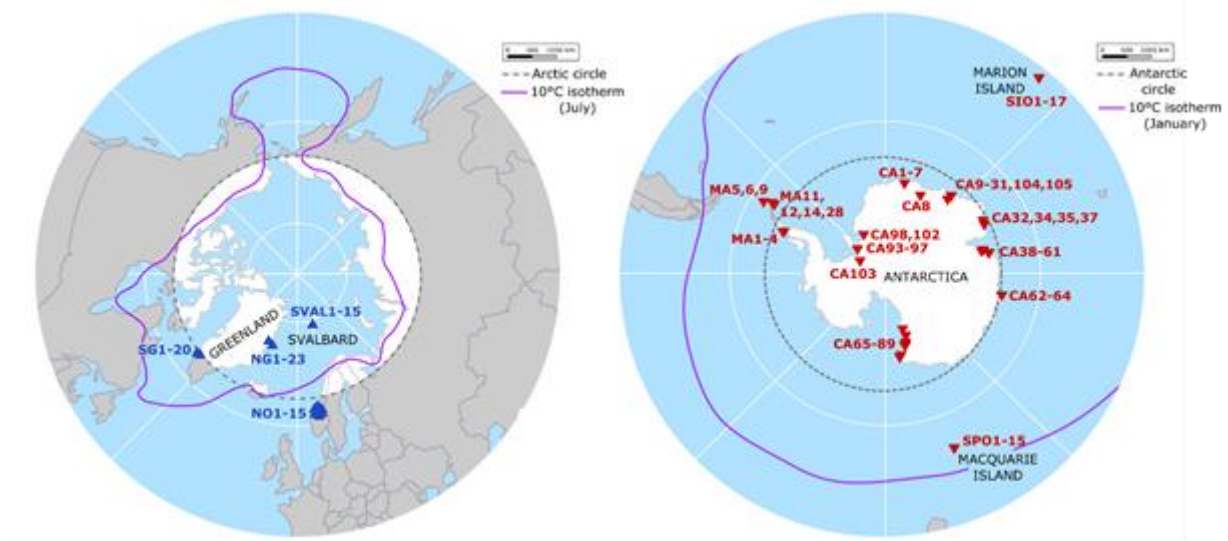 Arctic circle
10°C isotherm
(July)
SVAL1-15
GREENLAND
SVALBARD
SG1-20
NG1-23
NO1-15
MARION
ISLAND
SIO1-17
Antarctic
circle
10°C isotherm
(January)
CA1-7
CA9-31,104,105
MA5,6,9
MA11,
12,14,28
CA8
CA32,34,35,37
MA1-4
CA98,102
CA93-97
CA38-61
CA103
ANTARCTICA
CA62-64
CA65-89
SPO1-15
MACQUARIE
ISLAND